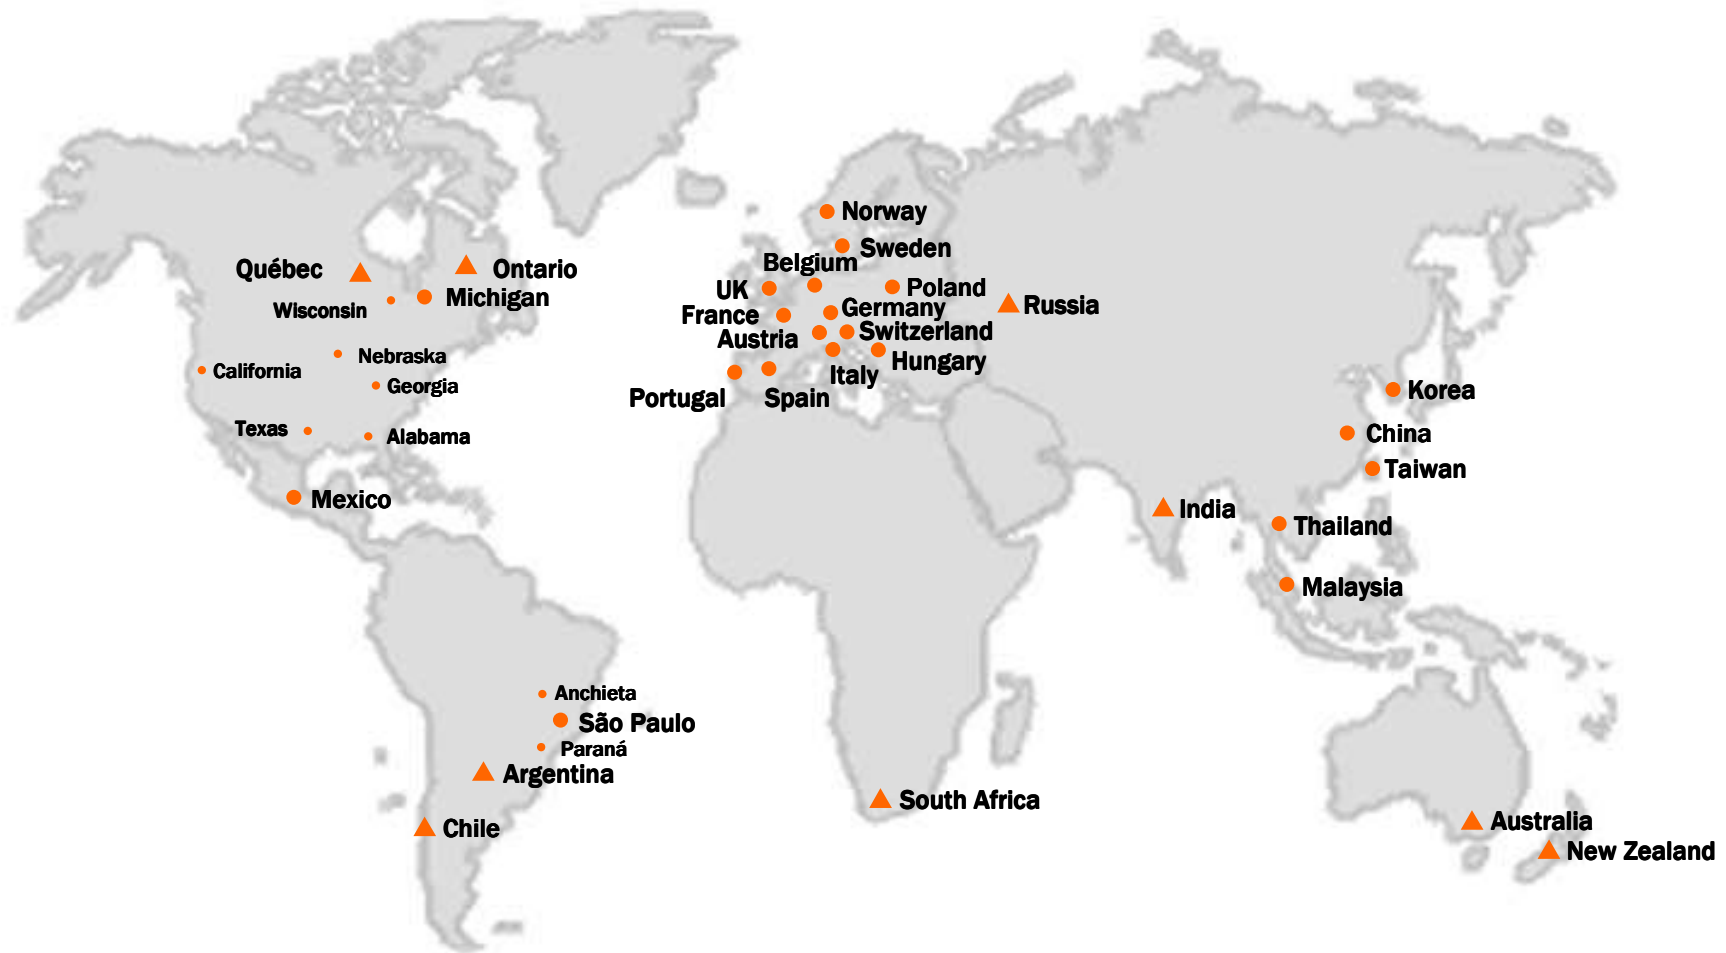 Norway
Sweden
Belgium
Québec
Ontario
UK
Poland
Michigan
Wisconsin
France
Germany
Russia
Austria
Switzerland
Nebraska
Hungary
California
Italy
Georgia
Korea
Portugal
Spain
Texas
Alabama
China
Taiwan
Mexico
India
Thailand
Malaysia
Anchieta
São Paulo
Paraná
Argentina
South Africa
Chile
Australia
New Zealand